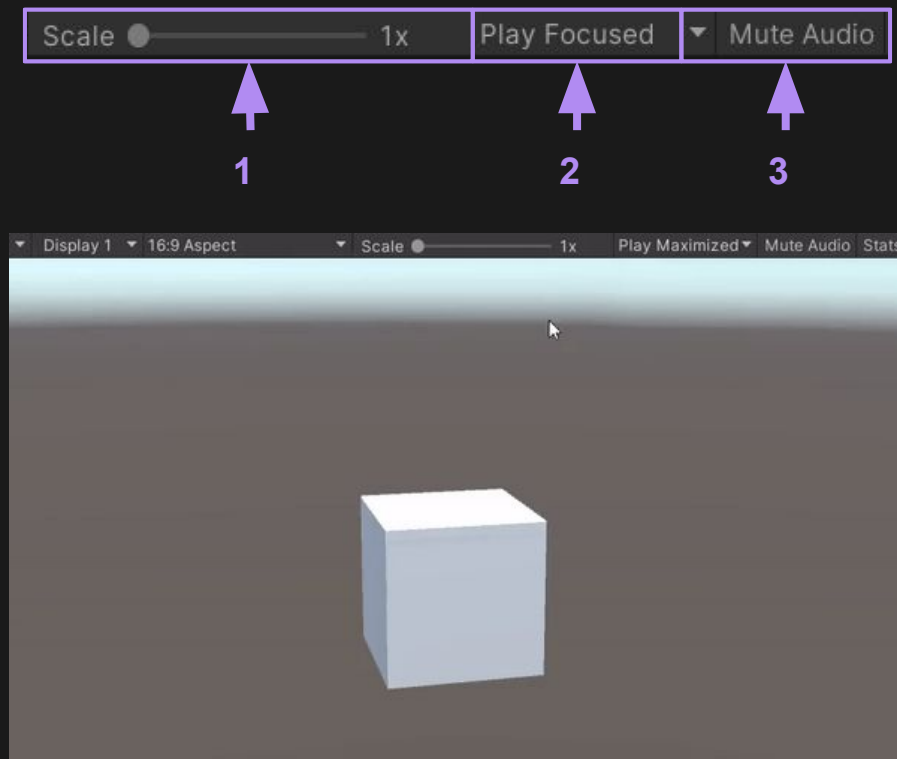 Scale 1x Play Focused Mute Audio
1 2 3
Display 1 16:9 Aspect Scale 1x Play Maximized Mute Audio Stats